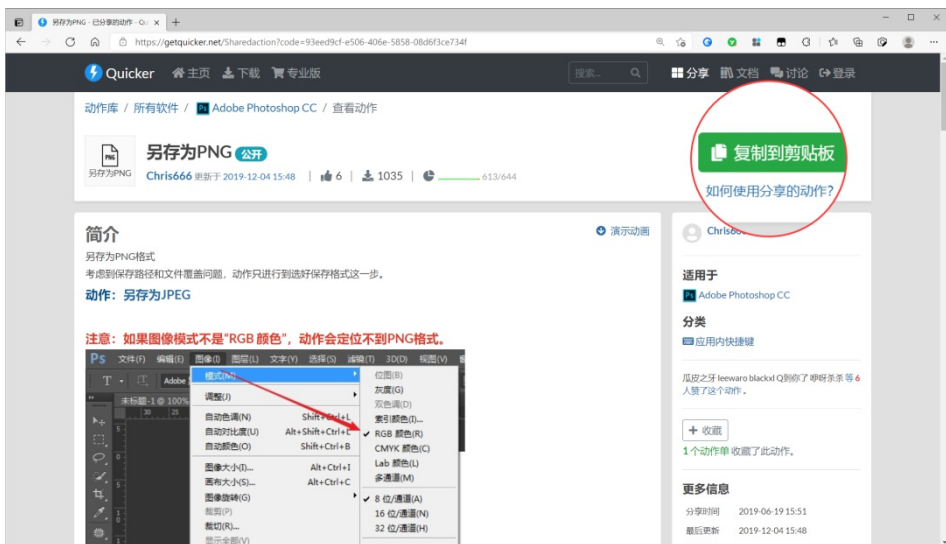 另存为PNG - 已分享的动作 - Qu
https://getquicker.net/Sharedaction?code=93eed9cf-e506-406e-5858-08d6f3ce734f
Quicker 主页 下载 专业版 搜索... 分享 文档 讨论 登录
动作库 / 所有软件 / Adobe Photoshop CC / 查看动作
PNG
另存为PNG
另存为PNG 公开
Chris666 更新于 2019-12-04 15:48 | 6 | 1035 | 613/644
复制到剪贴板
如何使用分享的动作?
简介
演示动画
另存为PNG格式
考虑到保存路径和文件覆盖问题，动作只进行到选好保存格式这一步。
动作：另存为JPEG
注意：如果图像模式不是“RGB 颜色”，动作会定位不到PNG格式。
Ps 文件(F) 编辑(E) 图像(I) 图层(L) 文字(Y) 选择(S) 滤镜(T) 3D(D) 视图(V)
T Adobe
未标题-1 @ 100%
30 25
模式(M)
调整(J)
自动色调(N) Shift+Ctrl+L
自动对比度(U) Alt+Shift+Ctrl+L
自动颜色(O) Shift+Ctrl+B
图像大小(I)... Alt+Ctrl+I
画布大小(S)... Alt+Ctrl+C
图像旋转(G)
裁剪(P)
裁切(R)...
显示全部(V)
位图(B)
灰度(G)
双色调(D)
索引颜色(I)...
RGB 颜色(R)
CMYK 颜色(C)
Lab 颜色(L)
多通道(M)
8 位/通道(A)
16 位/通道(N)
32 位/通道(H)
适用于
Ps Adobe Photoshop CC
分类
应用内快捷键
瓜皮之牙 leewaro blackxl Q到你了 咿呀杀杀 等 6
人赞了这个动作。
+ 收藏
1 个动作单 收藏了此动作。
更多信息
分享时间 2019-06-19 15:51
最后更新 2019-12-04 15:48